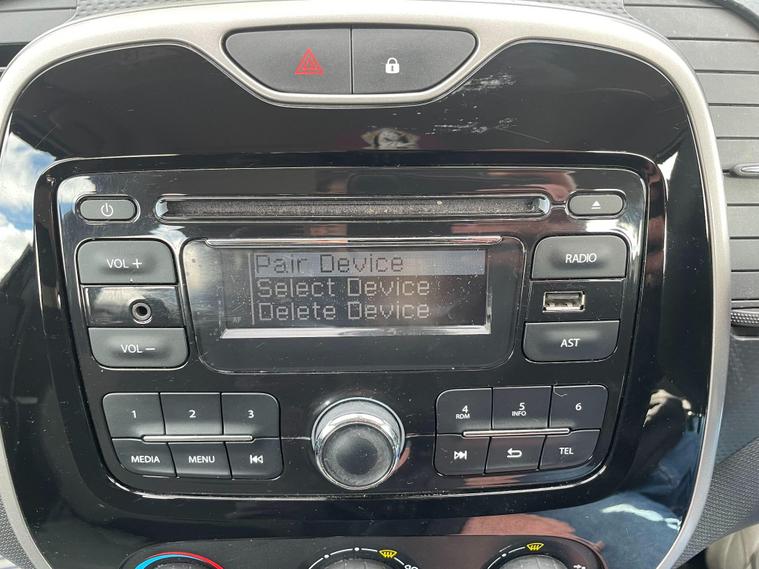 Pair Device
Select Device
Delete Device
AF
VOL +
RADIO
VOL −
AST
1
2
3
4
RDM
5
INFO
6
MEDIA
MENU
TEL